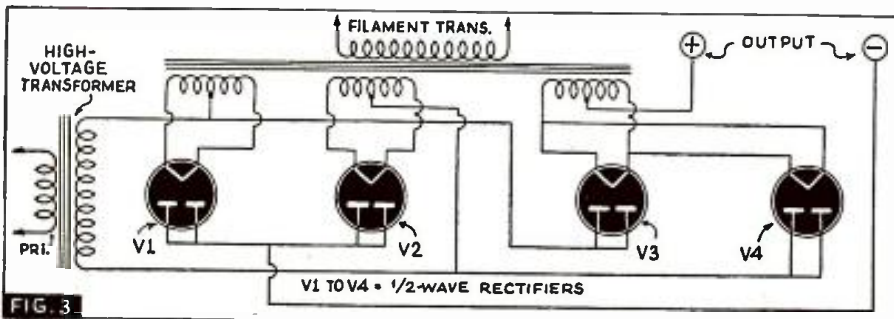 FILAMENT TRANS.
HIGH-
VOLTAGE
TRANSFORMER
+
OUTPUT
−
PRI.
V1
V2
V3
V4
V1 TO V4 = 1/2-WAVE RECTIFIERS
FIG. 3